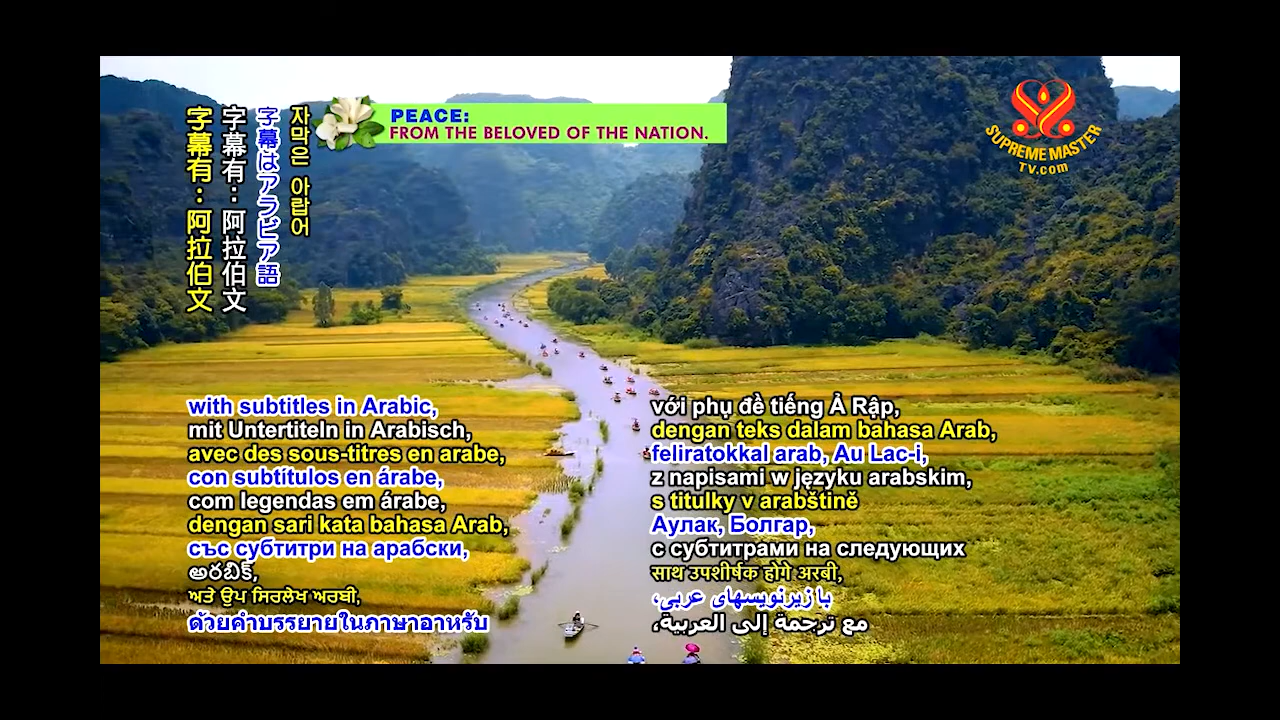 PEACE:
FROM THE BELOVED OF THE NATION.
SUPREME MASTER
TV.com
자막은 아랍어
字幕はアラビア語
字幕有：阿拉伯文
字幕有：阿拉伯文
with subtitles in Arabic,
mit Untertiteln in Arabisch,
avec des sous-titres en arabe,
con subtítulos en árabe,
com legendas em árabe,
dengan sari kata bahasa Arab,
със субтитри на арабски,
అరబిక్,
ਅਤੇ ਉਪ ਸਿਰਲੇਖ ਅਰਬੀ,
ด้วยคำบรรยายในภาษาอาหรับ
với phụ đề tiếng Ả Rập,
dengan teks dalam bahasa Arab,
feliratokkal arab, Au Lac-i,
z napisami w języku arabskim,
s titulky v arabštině
Аулак, Болгар,
с субтитрами на следующих
साथ उपशीर्षक होंगे अरबी,
با زیرنویسهای عربی،
مع ترجمة إلى العربية،